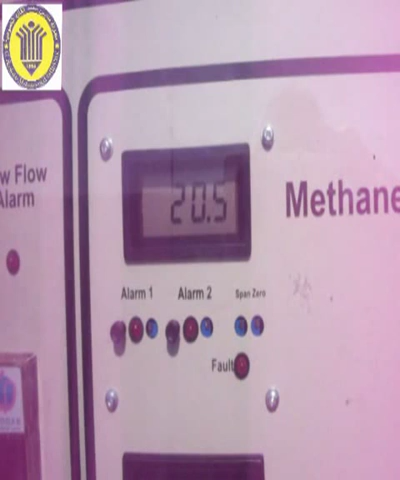 w Flow
Alarm
20.5
Methane
Alarm 1
Alarm 2
Span Zero
Fault